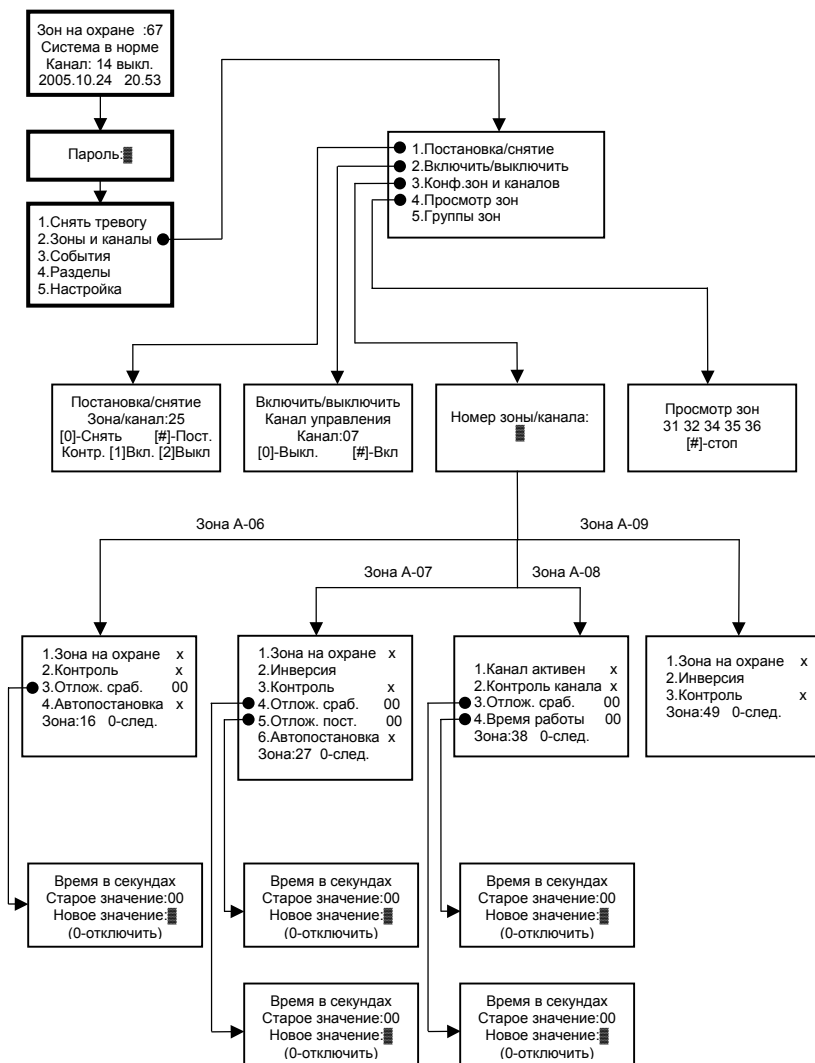 Зон на охране :67
Система в норме
Канал: 14 выкл.
2005.10.24 20.53
Пароль:
1.Снять тревогу
2.Зоны и каналы
3.События
4.Разделы
5.Настройка
1.Постановка/снятие
2.Включить/выключить
3.Конф.зон и каналов
4.Просмотр зон
5.Группы зон
Постановка/снятие
Зона/канал:25
[0]-Снять [#]-Пост.
Контр. [1]Вкл. [2]Выкл
Включить/выключить
Канал управления
Канал:07
[0]-Выкл. [#]-Вкл
Номер зоны/канала:
Просмотр зон
31 32 34 35 36
[#]-стоп
Зона А-06
Зона А-09
Зона А-07
Зона А-08
1.Зона на охране х
2.Контроль х
3.Отлож. сраб. 00
4.Автопостановка х
Зона:16 0-след.
1.Зона на охране х
2.Инверсия
3.Контроль х
4.Отлож. сраб. 00
5.Отлож. пост. 00
6.Автопостановка х
Зона:27 0-след.
1.Канал активен х
2.Контроль канала х
3.Отлож. сраб. 00
4.Время работы 00
Зона:38 0-след.
1.Зона на охране х
2.Инверсия
3.Контроль х
Зона:49 0-след.
Время в секундах
Старое значение:00
Новое значение:
(0-отключить)
Время в секундах
Старое значение:00
Новое значение:
(0-отключить)
Время в секундах
Старое значение:00
Новое значение:
(0-отключить)
Время в секундах
Старое значение:00
Новое значение:
(0-отключить)
Время в секундах
Старое значение:00
Новое значение:
(0-отключить)